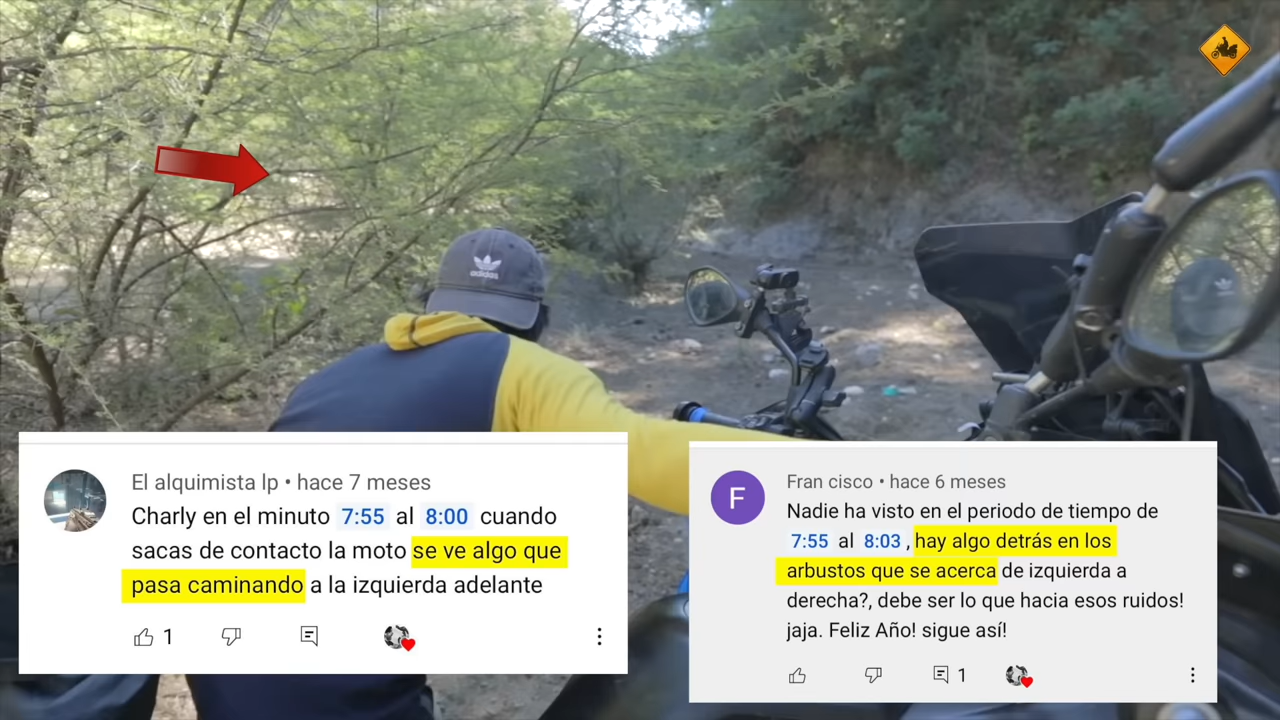 adidas
El alquimista lp • hace 7 meses
Charly en el minuto 7:55 al 8:00 cuando
sacas de contacto la moto se ve algo que
pasa caminando a la izquierda adelante
1
Fran cisco • hace 6 meses
F
Nadie ha visto en el periodo de tiempo de
7:55 al 8:03 , hay algo detrás en los
arbustos que se acerca de izquierda a
derecha?, debe ser lo que hacia esos ruidos!
jaja. Feliz Año! sigue así!
1